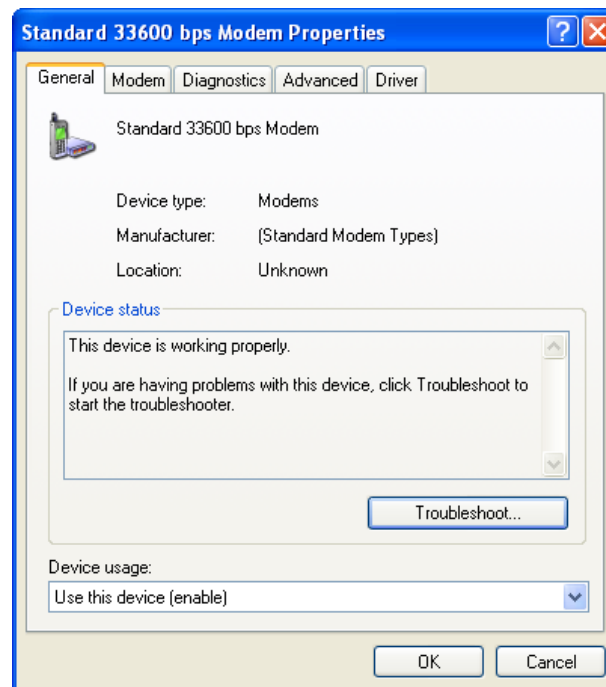 Standard 33600 bps Modem Properties
General Modem Diagnostics Advanced Driver
Standard 33600 bps Modem
Device type: Modems
Manufacturer: (Standard Modem Types)
Location: Unknown
Device status
This device is working properly.
If you are having problems with this device, click Troubleshoot to
start the troubleshooter.
Troubleshoot...
Device usage:
Use this device (enable)
OK Cancel